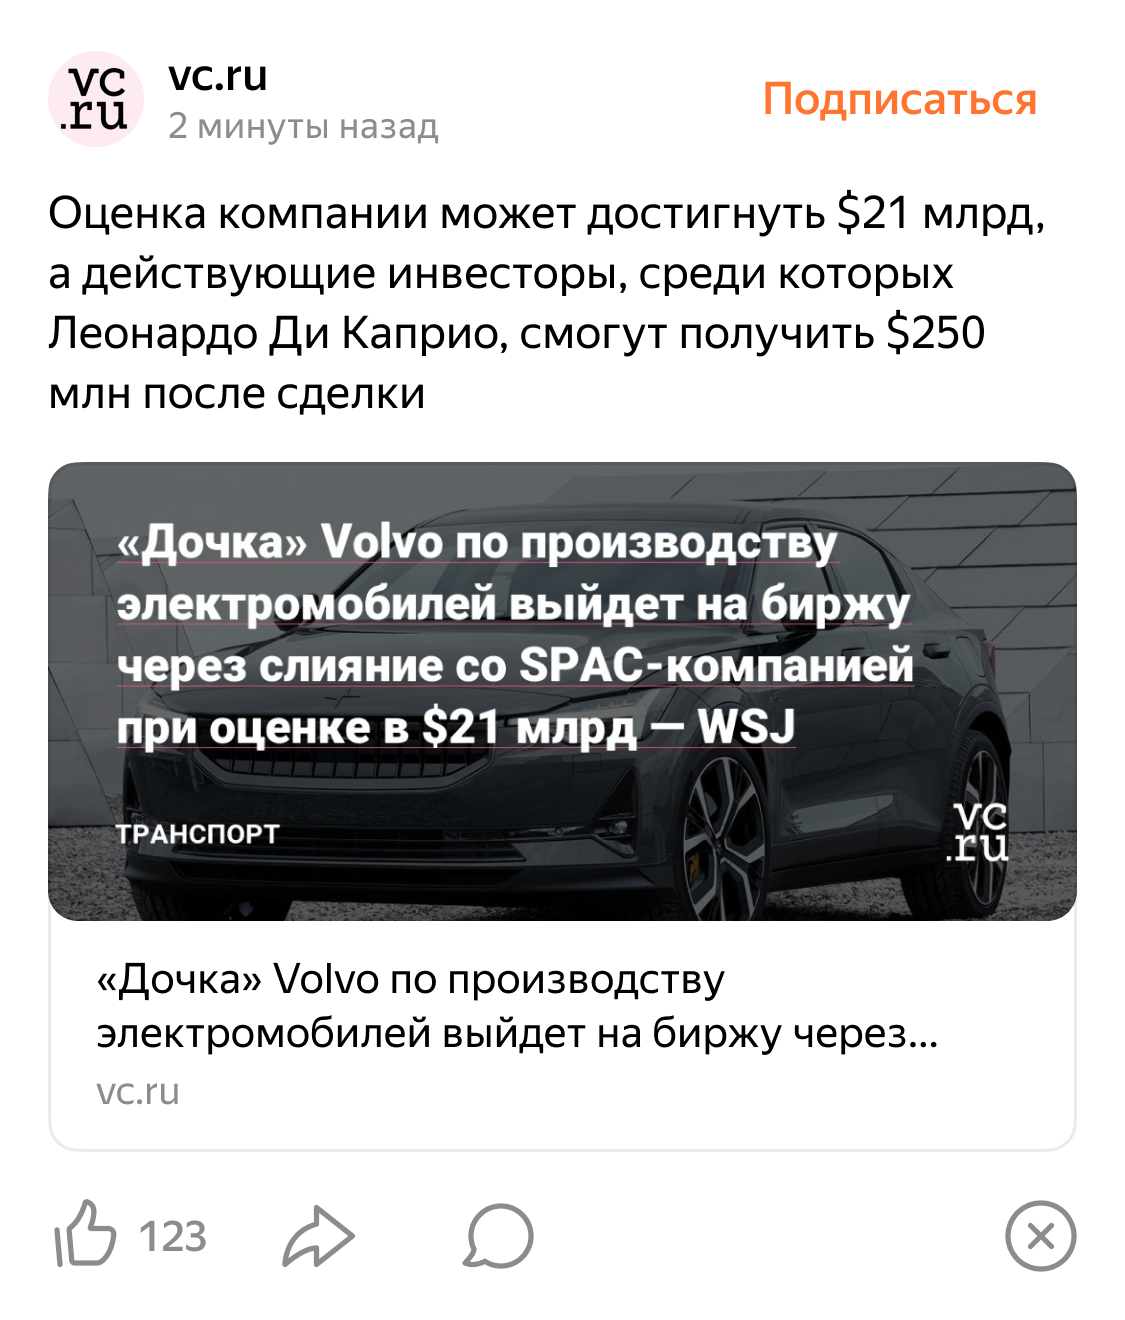 vc
.ru
vc.ru
2 минуты назад
Подписаться
Оценка компании может достигнуть $21 млрд,
а действующие инвесторы, среди которых
Леонардо Ди Каприо, смогут получить $250
млн после сделки
«Дочка» Volvo по производству
электромобилей выйдет на биржу
через слияние со SPAC-компанией
при оценке в $21 млрд — WSJ
ТРАНСПОРТ
vc
.ru
«Дочка» Volvo по производству
электромобилей выйдет на биржу через...
vc.ru
123